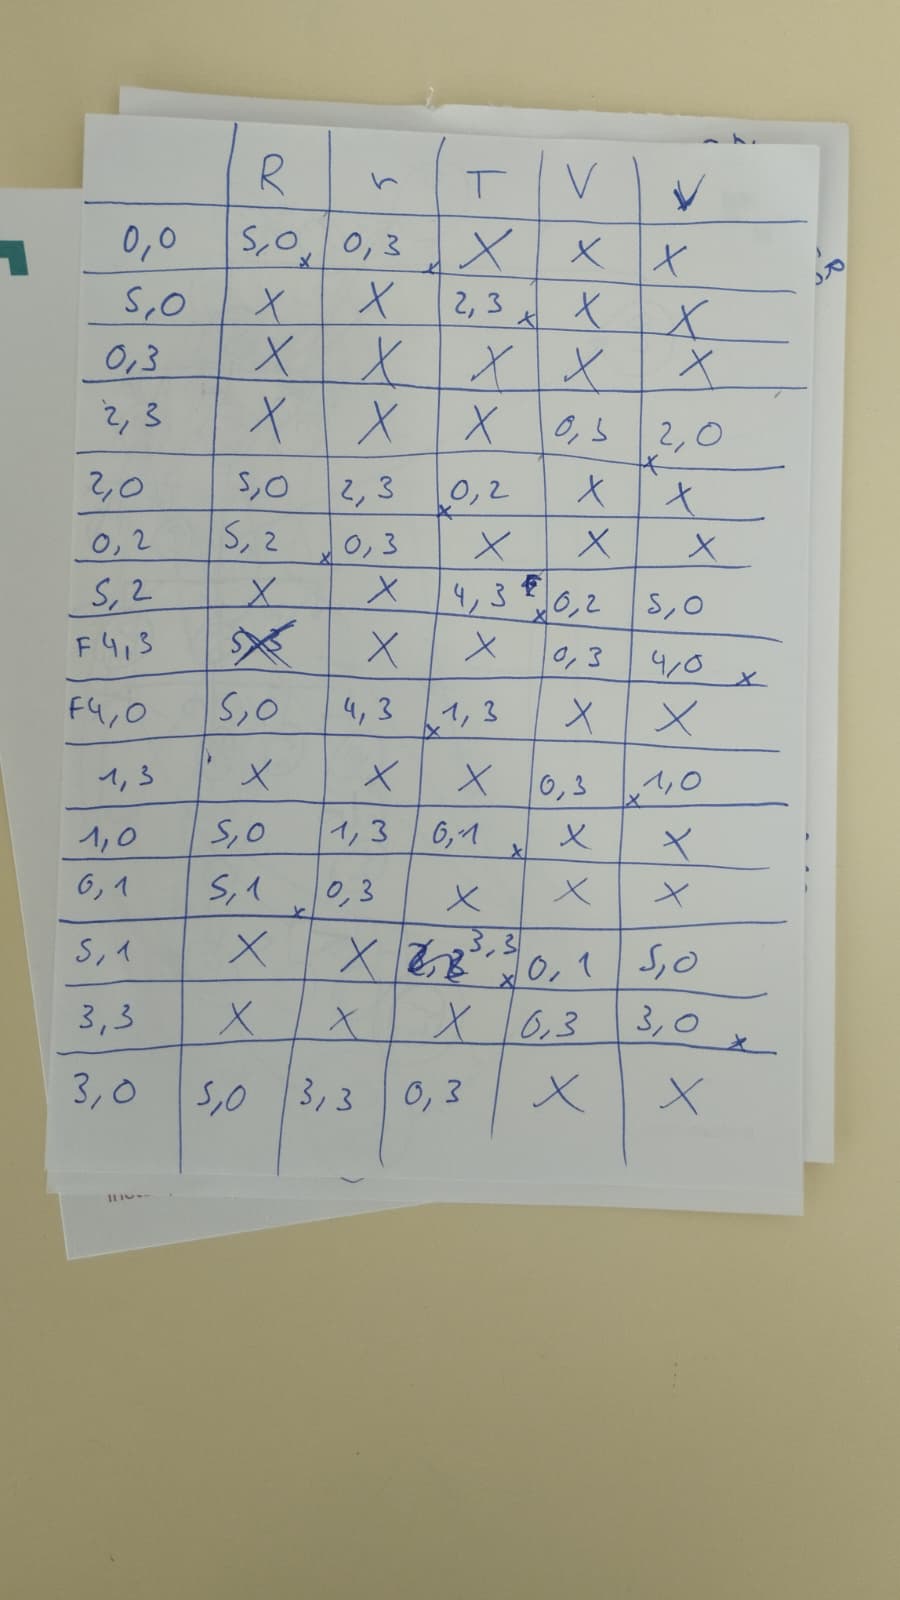 R r T V v
0,0 5,0 x 0,3 x X X X
5,0 X X 2,3 x X X
0,3 X X X X X
2,3 X X X 0,3 2,0 x
2,0 5,0 2,3 0,2 x X X
0,2 5,2 x 0,3 X X X
5,2 X X 4,3 F x 0,2 5,0
F 4,3 X X 0,3 4,0 x
F4,0 5,0 4,3 1,3 x X X
1,3 X X X 0,3 1,0 x
1,0 5,0 1,3 0,1 x X X
0,1 5,1 x 0,3 X X X
5,1 X X 3,3 x 0,1 5,0
3,3 X X X 0,3 3,0 x
3,0 5,0 3,3 0,3 X X